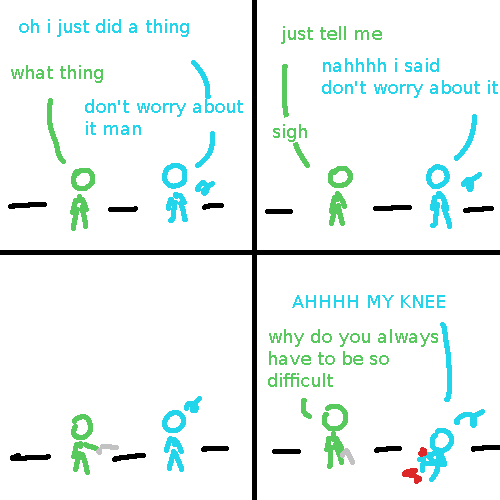 oh i just did a thing
what thing
don't worry about
it man
just tell me
nahhhh i said
don't worry about it
sigh
AHHHH MY KNEE
why do you always
have to be so
difficult